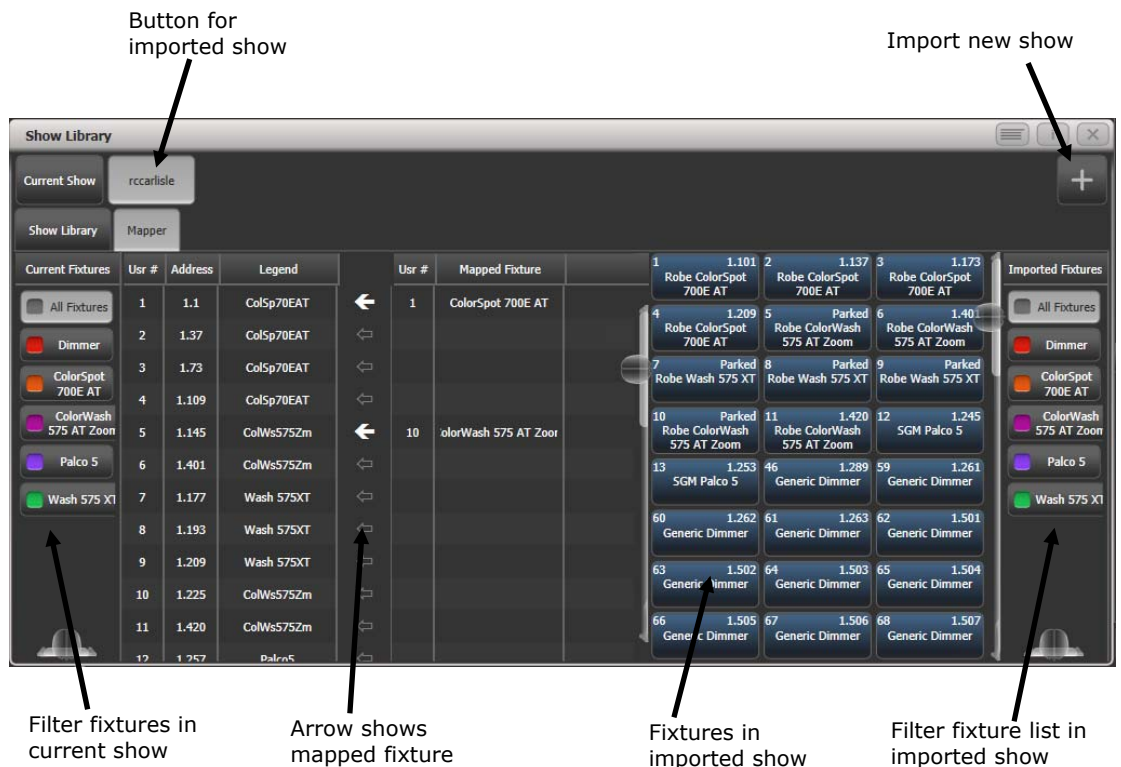 Button for
imported show
Import new show
Show Library
Current Show
rccarlisle
+
Show Library
Mapper
Current Fixtures
Usr #
Address
Legend
Usr #
Mapped Fixture
Imported Fixtures
All Fixtures
Dimmer
ColorSpot
700E AT
ColorWash
575 AT Zoon
Palco 5
Wash 575 XT
1 1.1 ColSp70EAT 1 ColorSpot 700E AT
2 1.37 ColSp70EAT
3 1.73 ColSp70EAT
4 1.109 ColSp70EAT
5 1.145 ColWs575Zm 10 olorWash 575 AT Zoor
6 1.401 ColWs575Zm
7 1.177 Wash 575XT
8 1.193 Wash 575XT
9 1.209 Wash 575XT
10 1.225 ColWs575Zm
11 1.420 ColWs575Zm
12 1.257 Palco5
1 1.101
Robe ColorSpot
700E AT
2 1.137
Robe ColorSpot
700E AT
3 1.173
Robe ColorSpot
700E AT
4 1.209
Robe ColorSpot
700E AT
5 Parked
Robe ColorWash
575 AT Zoom
6 1.401
Robe ColorWash
575 AT Zoom
7 Parked
Robe Wash 575 XT
8 Parked
Robe Wash 575 XT
9 Parked
Robe Wash 575 XT
10 Parked
Robe ColorWash
575 AT Zoom
11 1.420
Robe ColorWash
575 AT Zoom
12 1.245
SGM Palco 5
13 1.253
SGM Palco 5
46 1.289
Generic Dimmer
59 1.261
Generic Dimmer
60 1.262
Generic Dimmer
61 1.263
Generic Dimmer
62 1.501
Generic Dimmer
63 1.502
Generic Dimmer
64 1.503
Generic Dimmer
65 1.504
Generic Dimmer
66 1.505
Generic Dimmer
67 1.506
Generic Dimmer
68 1.507
Generic Dimmer
All Fixtures
Dimmer
ColorSpot
700E AT
ColorWash
575 AT Zoon
Palco 5
Wash 575 XT
Filter fixtures in
current show
Arrow shows
mapped fixture
Fixtures in
imported show
Filter fixture list in
imported show